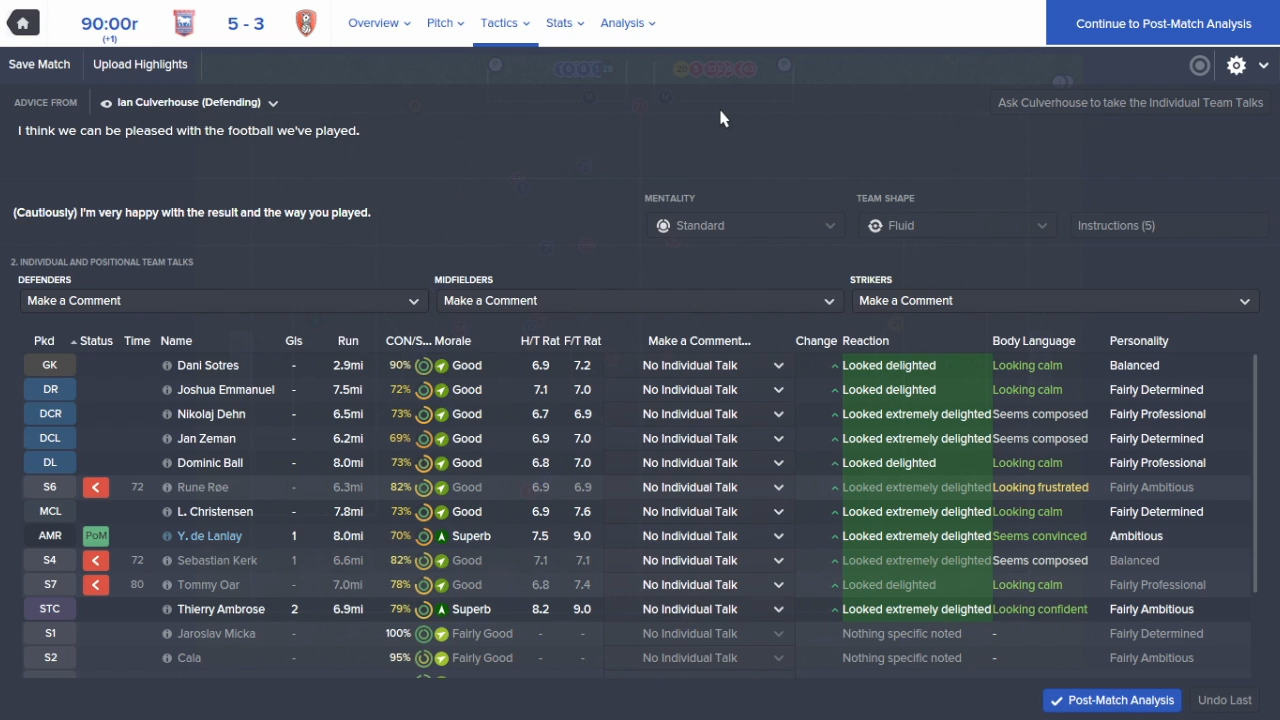 90:00r
(+1)
5 - 3
Overview Pitch Tactics Stats Analysis
Continue to Post-Match Analysis
Save Match Upload Highlights
ADVICE FROM Ian Culverhouse (Defending)
Ask Culverhouse to take the Individual Team Talks
I think we can be pleased with the football we've played.
MENTALITY TEAM SHAPE
(Cautiously) I'm very happy with the result and the way you played.
Standard Fluid Instructions (5)
2. INDIVIDUAL AND POSITIONAL TEAM TALKS
DEFENDERS MIDFIELDERS STRIKERS
Make a Comment Make a Comment Make a Comment
Pkd Status Time Name Gls Run CON/S... Morale H/T Rat F/T Rat Make a Comment... Change Reaction Body Language Personality
GK Dani Sotres - 2.9mi 90% Good 6.9 7.2 No Individual Talk Looked delighted Looking calm Balanced
DR Joshua Emmanuel - 7.5mi 72% Good 7.1 7.0 No Individual Talk Looked delighted Looking calm Fairly Determined
DCR Nikolaj Dehn - 6.5mi 73% Good 6.7 6.9 No Individual Talk Looked extremely delighted Seems composed Fairly Professional
DCL Jan Zeman - 6.2mi 69% Good 6.9 7.0 No Individual Talk Looked extremely delighted Seems composed Fairly Determined
DL Dominic Ball - 8.0mi 73% Good 6.8 7.0 No Individual Talk Looked delighted Looking calm Fairly Professional
S6 72 Rune Røe - 6.3mi 82% Good 6.9 6.9 No Individual Talk Looked extremely delighted Looking frustrated Fairly Ambitious
MCL L. Christensen - 7.8mi 73% Good 6.9 7.6 No Individual Talk Looked extremely delighted Looking calm Fairly Determined
AMR PoM Y. de Lanlay 1 8.0mi 70% Superb 7.5 9.0 No Individual Talk Looked extremely delighted Seems convinced Ambitious
S4 72 Sebastian Kerk 1 6.6mi 82% Good 7.1 7.1 No Individual Talk Looked extremely delighted Seems composed Balanced
S7 80 Tommy Oar - 7.0mi 78% Good 6.8 7.4 No Individual Talk Looked delighted Looking calm Fairly Professional
STC Thierry Ambrose 2 6.9mi 79% Superb 8.2 9.0 No Individual Talk Looked extremely delighted Looking confident Fairly Ambitious
S1 Jaroslav Micka 100% Fairly Good - - No Individual Talk Nothing specific noted - Fairly Determined
S2 Cala 95% Fairly Good - - No Individual Talk Nothing specific noted - Fairly Ambitious
Post-Match Analysis Undo Last